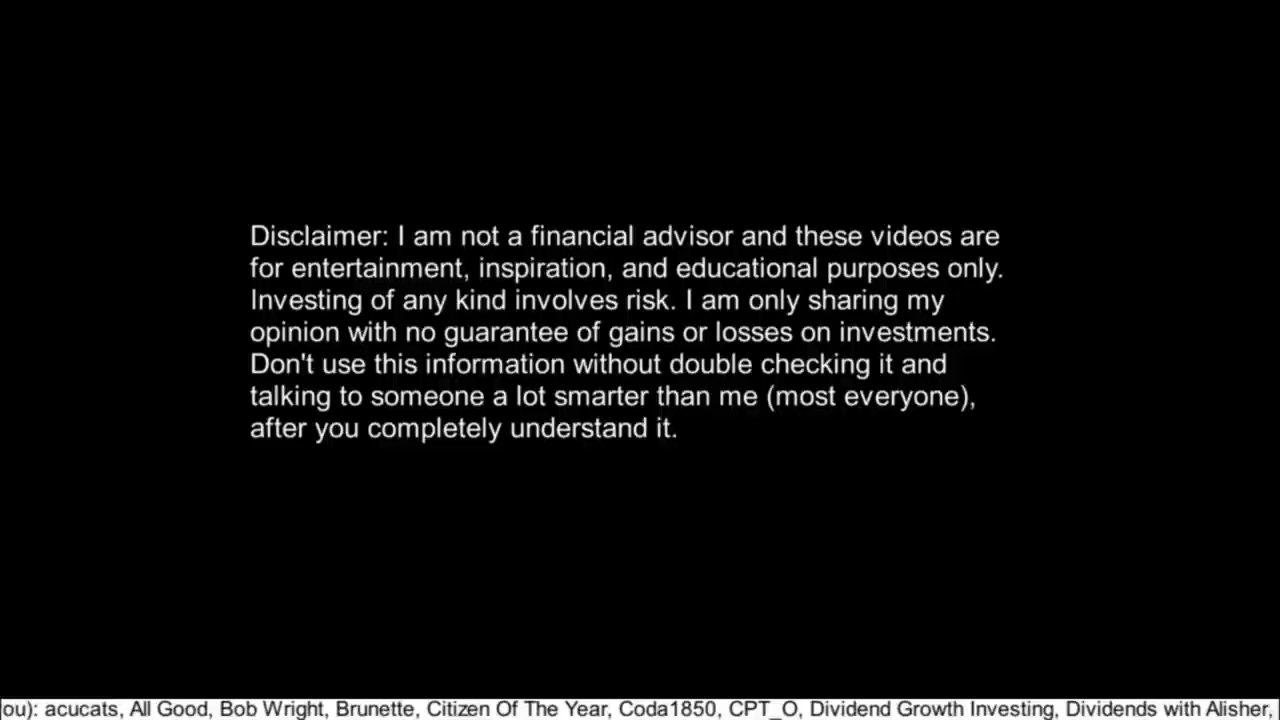 Disclaimer: I am not a financial advisor and these videos are
for entertainment, inspiration, and educational purposes only.
Investing of any kind involves risk. I am only sharing my
opinion with no guarantee of gains or losses on investments.
Don't use this information without double checking it and
talking to someone a lot smarter than me (most everyone),
after you completely understand it.
ou): acucats, All Good, Bob Wright, Brunette, Citizen Of The Year, Coda1850, CPT_O, Dividend Growth Investing, Dividends with Alisher,